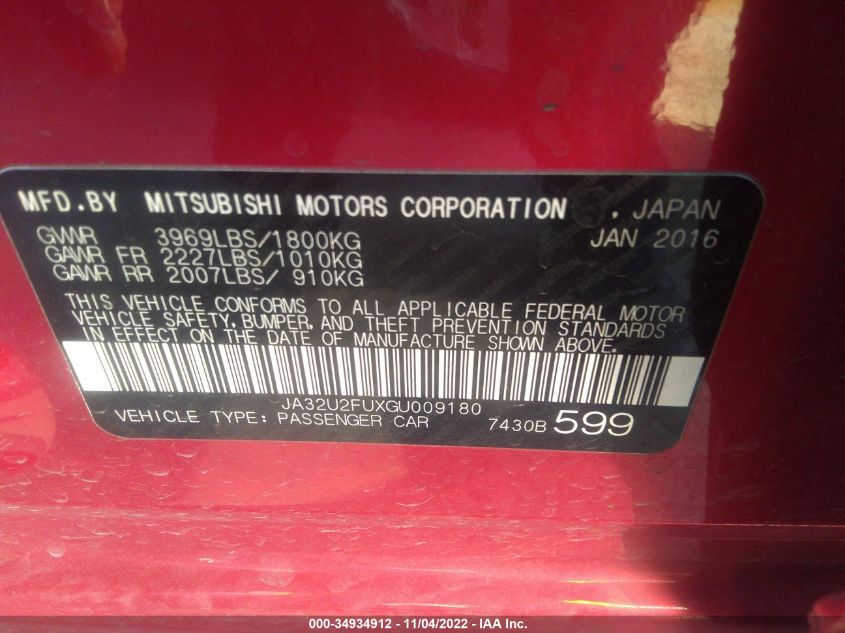 MFD.BY MITSUBISHI MOTORS CORPORATION , JAPAN
GVWR 3969LBS/1800KG JAN 2016
GAWR FR 2227LBS/1010KG
GAWR RR 2007LBS/ 910KG
THIS VEHICLE CONFORMS TO ALL APPLICABLE FEDERAL MOTOR
VEHICLE SAFETY, BUMPER, AND THEFT PREVENTION STANDARDS
IN EFFECT ON THE DATE OF MANUFACTURE SHOWN ABOVE.
JA32U2FUXGU009180
VEHICLE TYPE: PASSENGER CAR 7430B 599
000-34934912 - 11/04/2022 - IAA Inc.